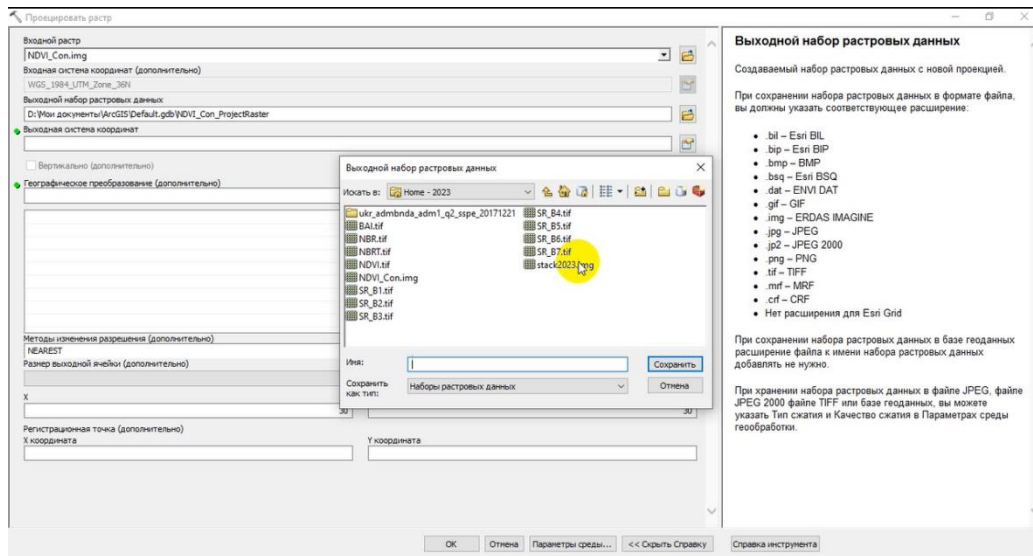 Проецировать растр
Входной растр
NDVI_Con.img
Входная система координат (дополнительно)
WGS_1984_UTM_Zone_36N
Выходной набор растровых данных
D:\Мои документы\ArcGIS\Default.gdb\NDVI_Con_ProjectRaster
Выходная система координат
Вертикально (дополнительно)
Географическое преобразование (дополнительно)
Методы изменения разрешения (дополнительно)
NEAREST
Размер выходной ячейки (дополнительно)
X
30
30
Регистрационная точка (дополнительно)
X координата
Y координата
Выходной набор растровых данных
Искать в:
Home - 2023
ukr_admbnda_adm1_q2_sspe_20171221
BAI.tif
NBR.tif
NBRT.tif
NDVI.tif
NDVI_Con.img
SR_B1.tif
SR_B2.tif
SR_B3.tif
SR_B4.tif
SR_B5.tif
SR_B6.tif
SR_B7.tif
stack2023.img
Имя:
Сохранить
Сохранить как тип:
Наборы растровых данных
Отмена
OK
Отмена
Параметры среды...
<< Скрыть Справку
Справка инструмента
Выходной набор растровых данных
Создаваемый набор растровых данных с новой проекцией.
При сохранении набора растровых данных в формате файла,
вы должны указать соответствующее расширение:
• .bil – Esri BIL
• .bip – Esri BIP
• .bmp – BMP
• .bsq – Esri BSQ
• .dat – ENVI DAT
• .gif – GIF
• .img – ERDAS IMAGINE
• .jpg – JPEG
• .jp2 – JPEG 2000
• .png – PNG
• .tif – TIFF
• .mrf – MRF
• .crf – CRF
• Нет расширения для Esri Grid
При сохранении набора растровых данных в базе геоданных
расширение файла к имени набора растровых данных
добавлять не нужно.
При хранении набора растровых данных в файле JPEG, файле
JPEG 2000 файле TIFF или базе геоданных, вы можете
указать Тип сжатия и Качество сжатия в Параметрах среды
геообработки.